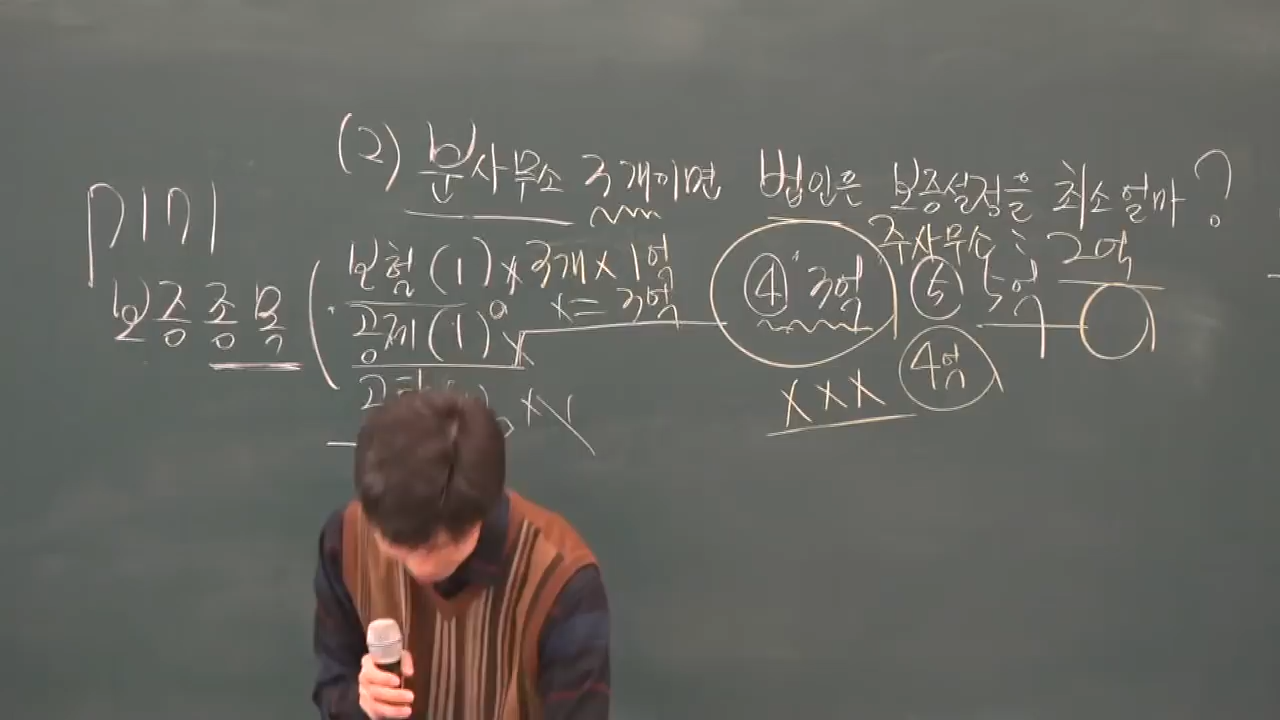 (2) 분사무소 3개이면 법인은 보증설정을 최소 얼마?
mini
보증종목
보험(1) × 3개 × 1억
x = 3억
공제(1)
④ 3억
주사무소 : 2억
⑤ 5억
4억
XXX